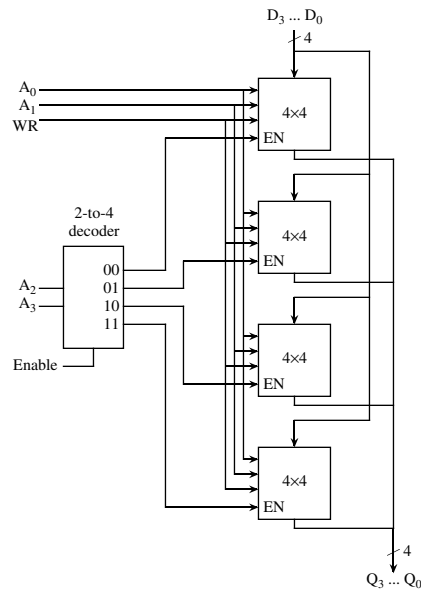 D₃ ... D₀
4
A₀
A₁
WR
4×4
EN
2-to-4
decoder
4×4
EN
00
01
10
11
A₂
A₃
Enable
4×4
EN
4×4
EN
4
Q₃ ... Q₀